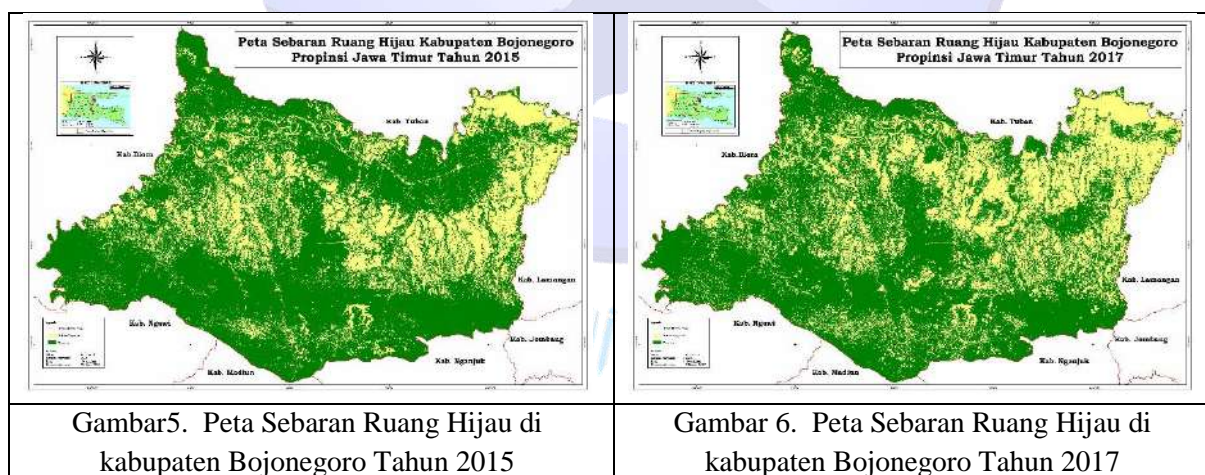 Peta Sebaran Ruang Hijau Kabupaten Bojonegoro
Propinsi Jawa Timur Tahun 2015
Kab. Tuban
Kab. Blora
Kab. Lamongan
Kab. Ngawi
Kab. Jombang
Kab. Nganjuk
Kab. Madiun
Peta Sebaran Ruang Hijau Kabupaten Bojonegoro
Propinsi Jawa Timur Tahun 2017
Kab. Tuban
Kab. Blora
Kab. Lamongan
Kab. Ngawi
Kab. Jombang
Kab. Nganjuk
Kab. Madiun
Gambar5. Peta Sebaran Ruang Hijau di
kabupaten Bojonegoro Tahun 2015
Gambar 6. Peta Sebaran Ruang Hijau di
kabupaten Bojonegoro Tahun 2017